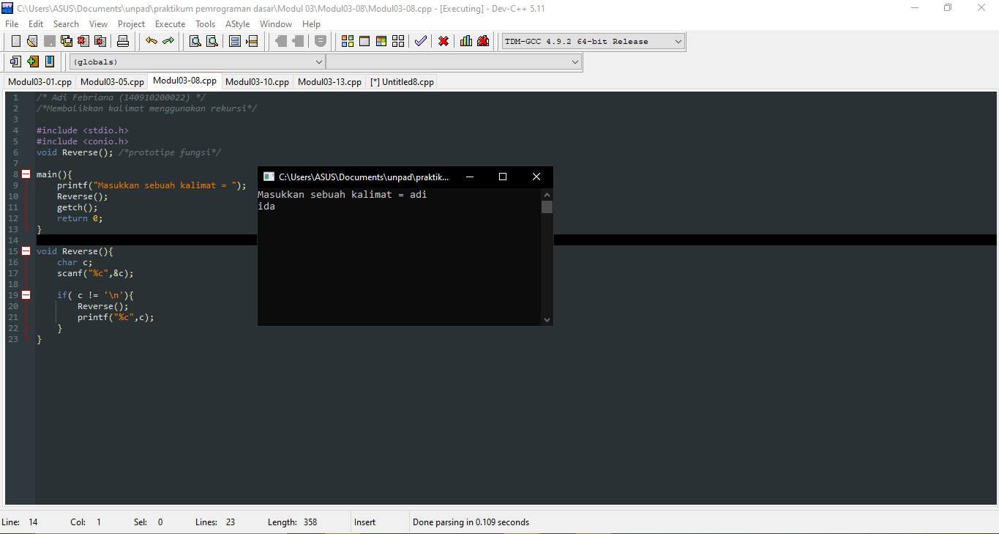 C:\Users\ASUS\Documents\unpad\praktikum pemrograman dasar\Modul 03\Modul03-08\Modul03-08.cpp - [Executing] - Dev-C++ 5.11
File Edit Search View Project Execute Tools AStyle Window Help
TDM-GCC 4.9.2 64-bit Release
(globals)
Modul03-01.cpp Modul03-05.cpp Modul03-08.cpp Modul03-10.cpp Modul03-13.cpp [*] Untitled8.cpp
1 /* Adi Febriana (140910200022) */
2 /*Membalikkan kalimat menggunakan rekursi*/
3
4 #include <stdio.h>
5 #include <conio.h>
6 void Reverse(); /*prototipe fungsi*/
7
8 main(){
9 printf("Masukkan sebuah kalimat = ");
10 Reverse();
11 getch();
12 return 0;
13 }
14
15 void Reverse(){
16 char c;
17 scanf("%c",&c);
18
19 if( c != '\n'){
20 Reverse();
21 printf("%c",c);
22 }
23 }
C:\Users\ASUS\Documents\unpad\praktik...
Masukkan sebuah kalimat = adi
ida
Line: 14 Col: 1 Sel: 0 Lines: 23 Length: 358 Insert Done parsing in 0.109 seconds